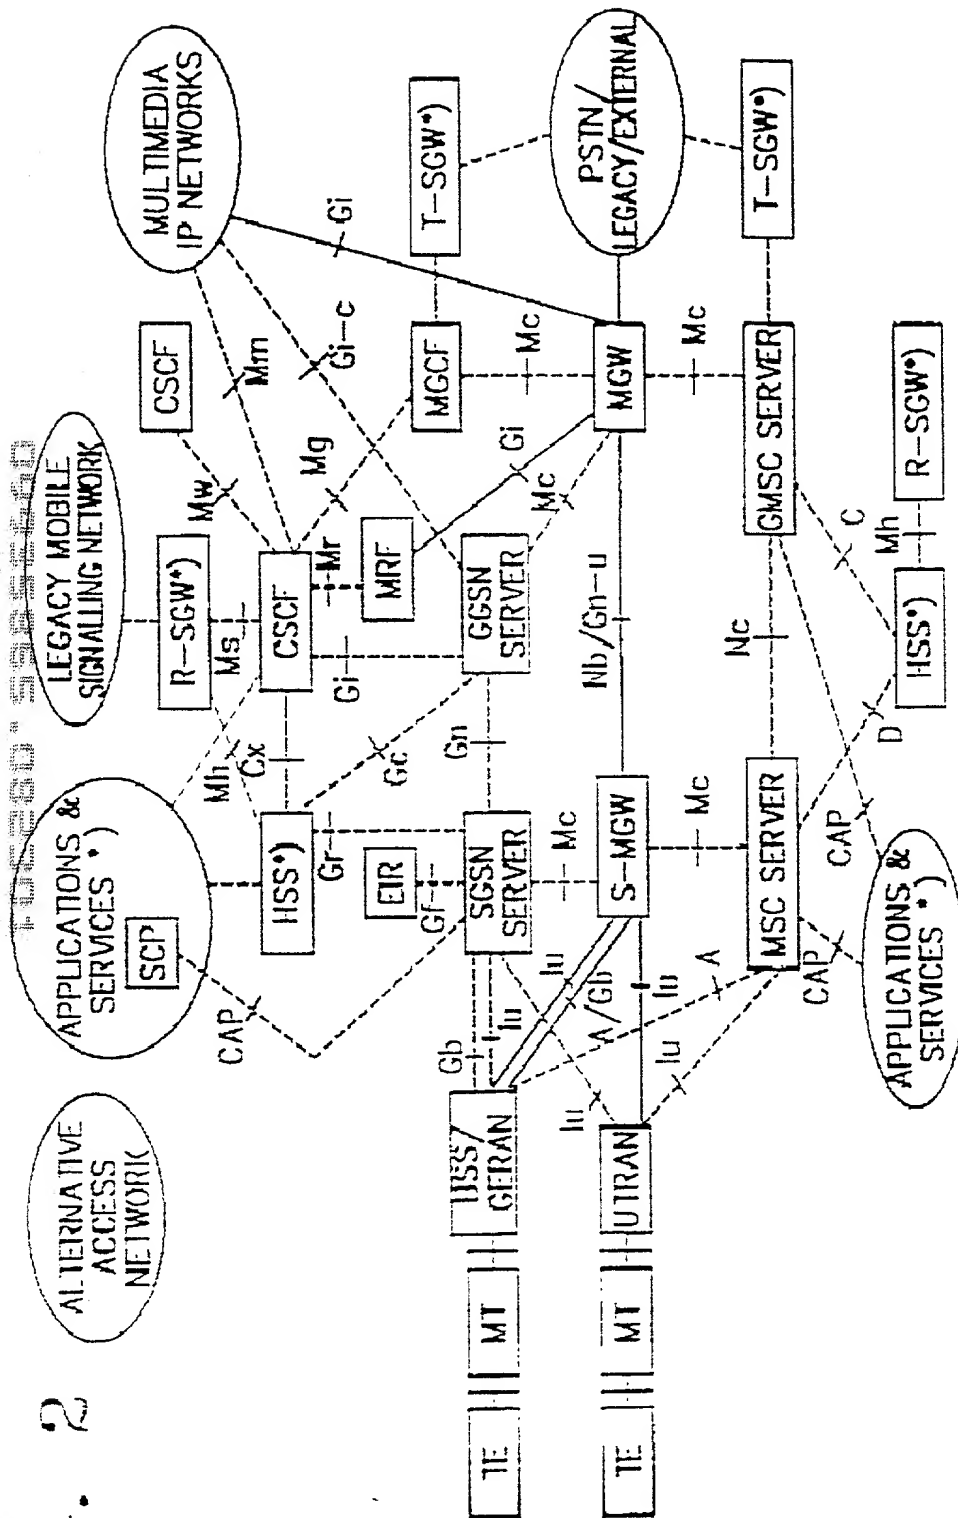 . 2
ALTERNATIVE
ACCESS
NETWORK
APPLICATIONS &
SERVICES *)
SCP
LEGACY MOBILE
SIGNALLING NETWORK
MULTIMEDIA
IP NETWORKS
R-SGW*)
CSCF
CAP
Mh
Ms
Mw
Mm
Gi
HSS*)
Cx
CSCF
Gr
Gi
Mr
Mg
Gi-c
EIR
MRF
MGCF
T-SGW*)
Gf
Gc
Gb
Iu
SGSN
SERVER
Gn
GGSN
SERVER
Gi
Mc
TE
MT
GERAN
Iu
Mc
Mc
PSTN/
LEGACY/EXTERNAL
A/Gb
Iu
TE
MT
UTRAN
Iu
S-MGW
Nb/Gn-u
MGW
Iu
A
Mc
Mc
MSC SERVER
Nc
GMSC SERVER
T-SGW*)
CAP
CAP
D
C
APPLICATIONS &
SERVICES *)
HSS*)
Mh
R-SGW*)